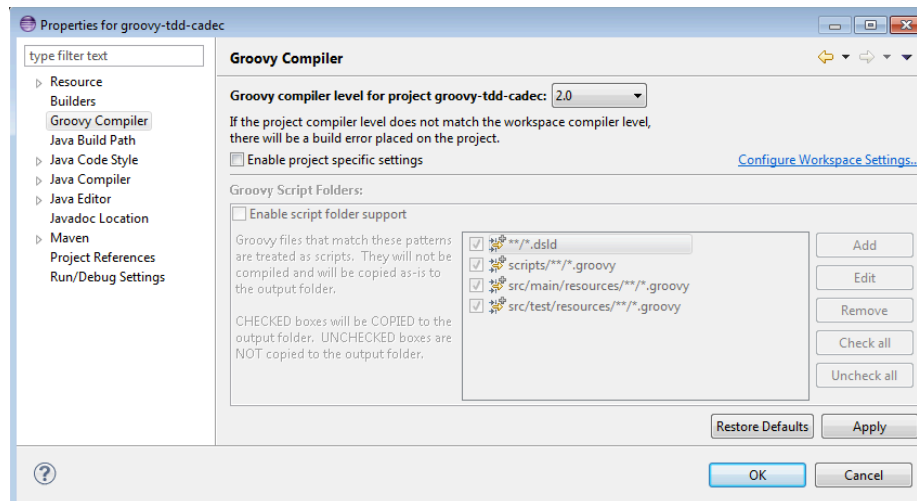 Properties for groovy-tdd-cadec
type filter text
Resource
Builders
Groovy Compiler
Java Build Path
Java Code Style
Java Compiler
Java Editor
Javadoc Location
Maven
Project References
Run/Debug Settings
Groovy Compiler
Groovy compiler level for project groovy-tdd-cadec: 2.0
If the project compiler level does not match the workspace compiler level,
there will be a build error placed on the project.
Enable project specific settings
Configure Workspace Settings...
Groovy Script Folders:
Enable script folder support
Groovy files that match these patterns
are treated as scripts. They will not be
compiled and will be copied as-is to
the output folder.
CHECKED boxes will be COPIED to the
output folder. UNCHECKED boxes are
NOT copied to the output folder.
**/*.dsld
scripts/**/*.groovy
src/main/resources/**/*.groovy
src/test/resources/**/*.groovy
Add
Edit
Remove
Check all
Uncheck all
Restore Defaults
Apply
?
OK
Cancel